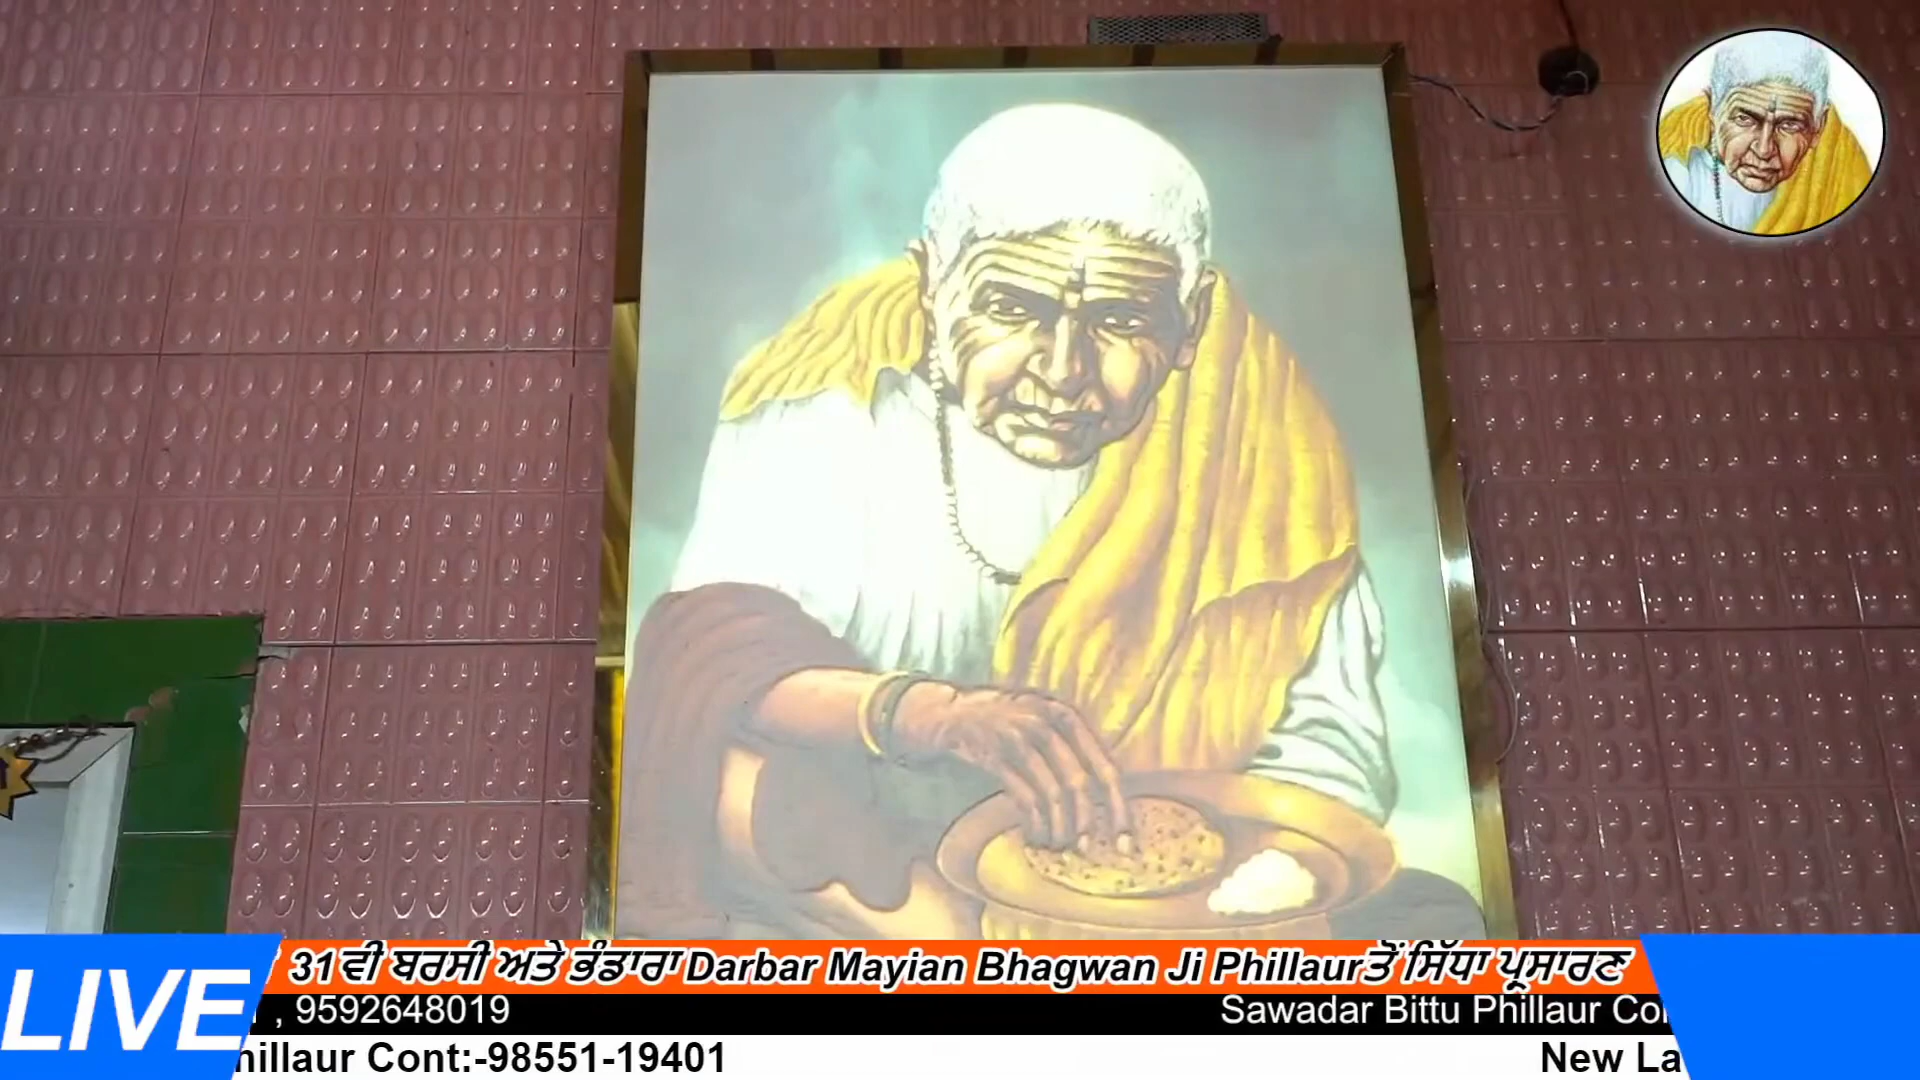 31ਵੀ ਬਰਸੀ ਅਤੇ ਭੰਡਾਰਾ Darbar Mayian Bhagwan Ji Phillaurਤੋਂ ਸਿੱਧਾ ਪ੍ਰਸਾਰਣ
LIVE
, 9592648019 Sawadar Bittu Phillaur
hillaur Cont:-98551-19401 New